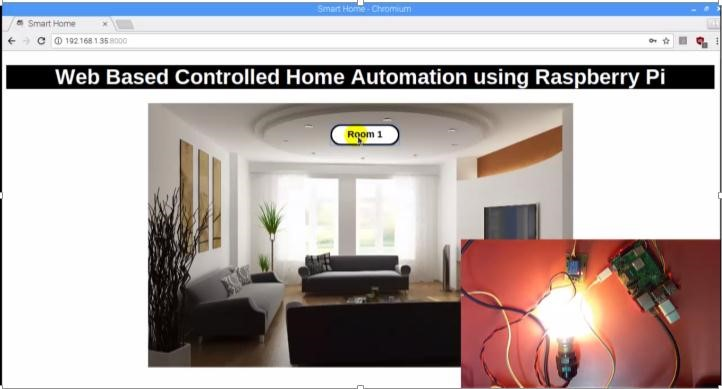 Smart Home - Chromium
Smart Home
192.168.1.35:8000
Web Based Controlled Home Automation using Raspberry Pi
Room 1